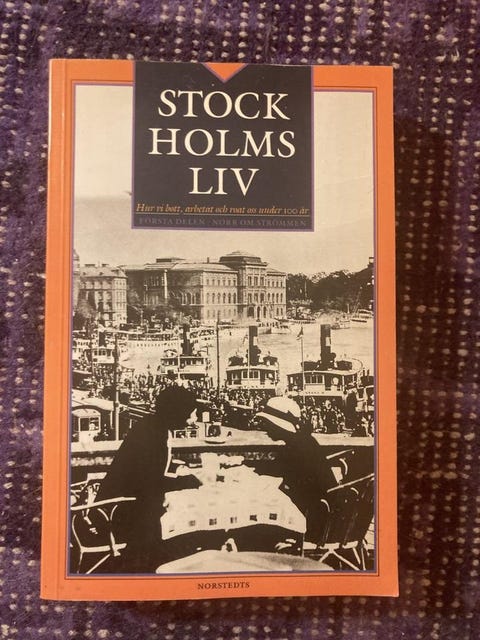 STOCK
HOLMS
LIV
Hur vi bott, arbetat och roat oss under 100 år
FÖRSTA DELEN · NORR OM STRÖMMEN
NORSTEDTS